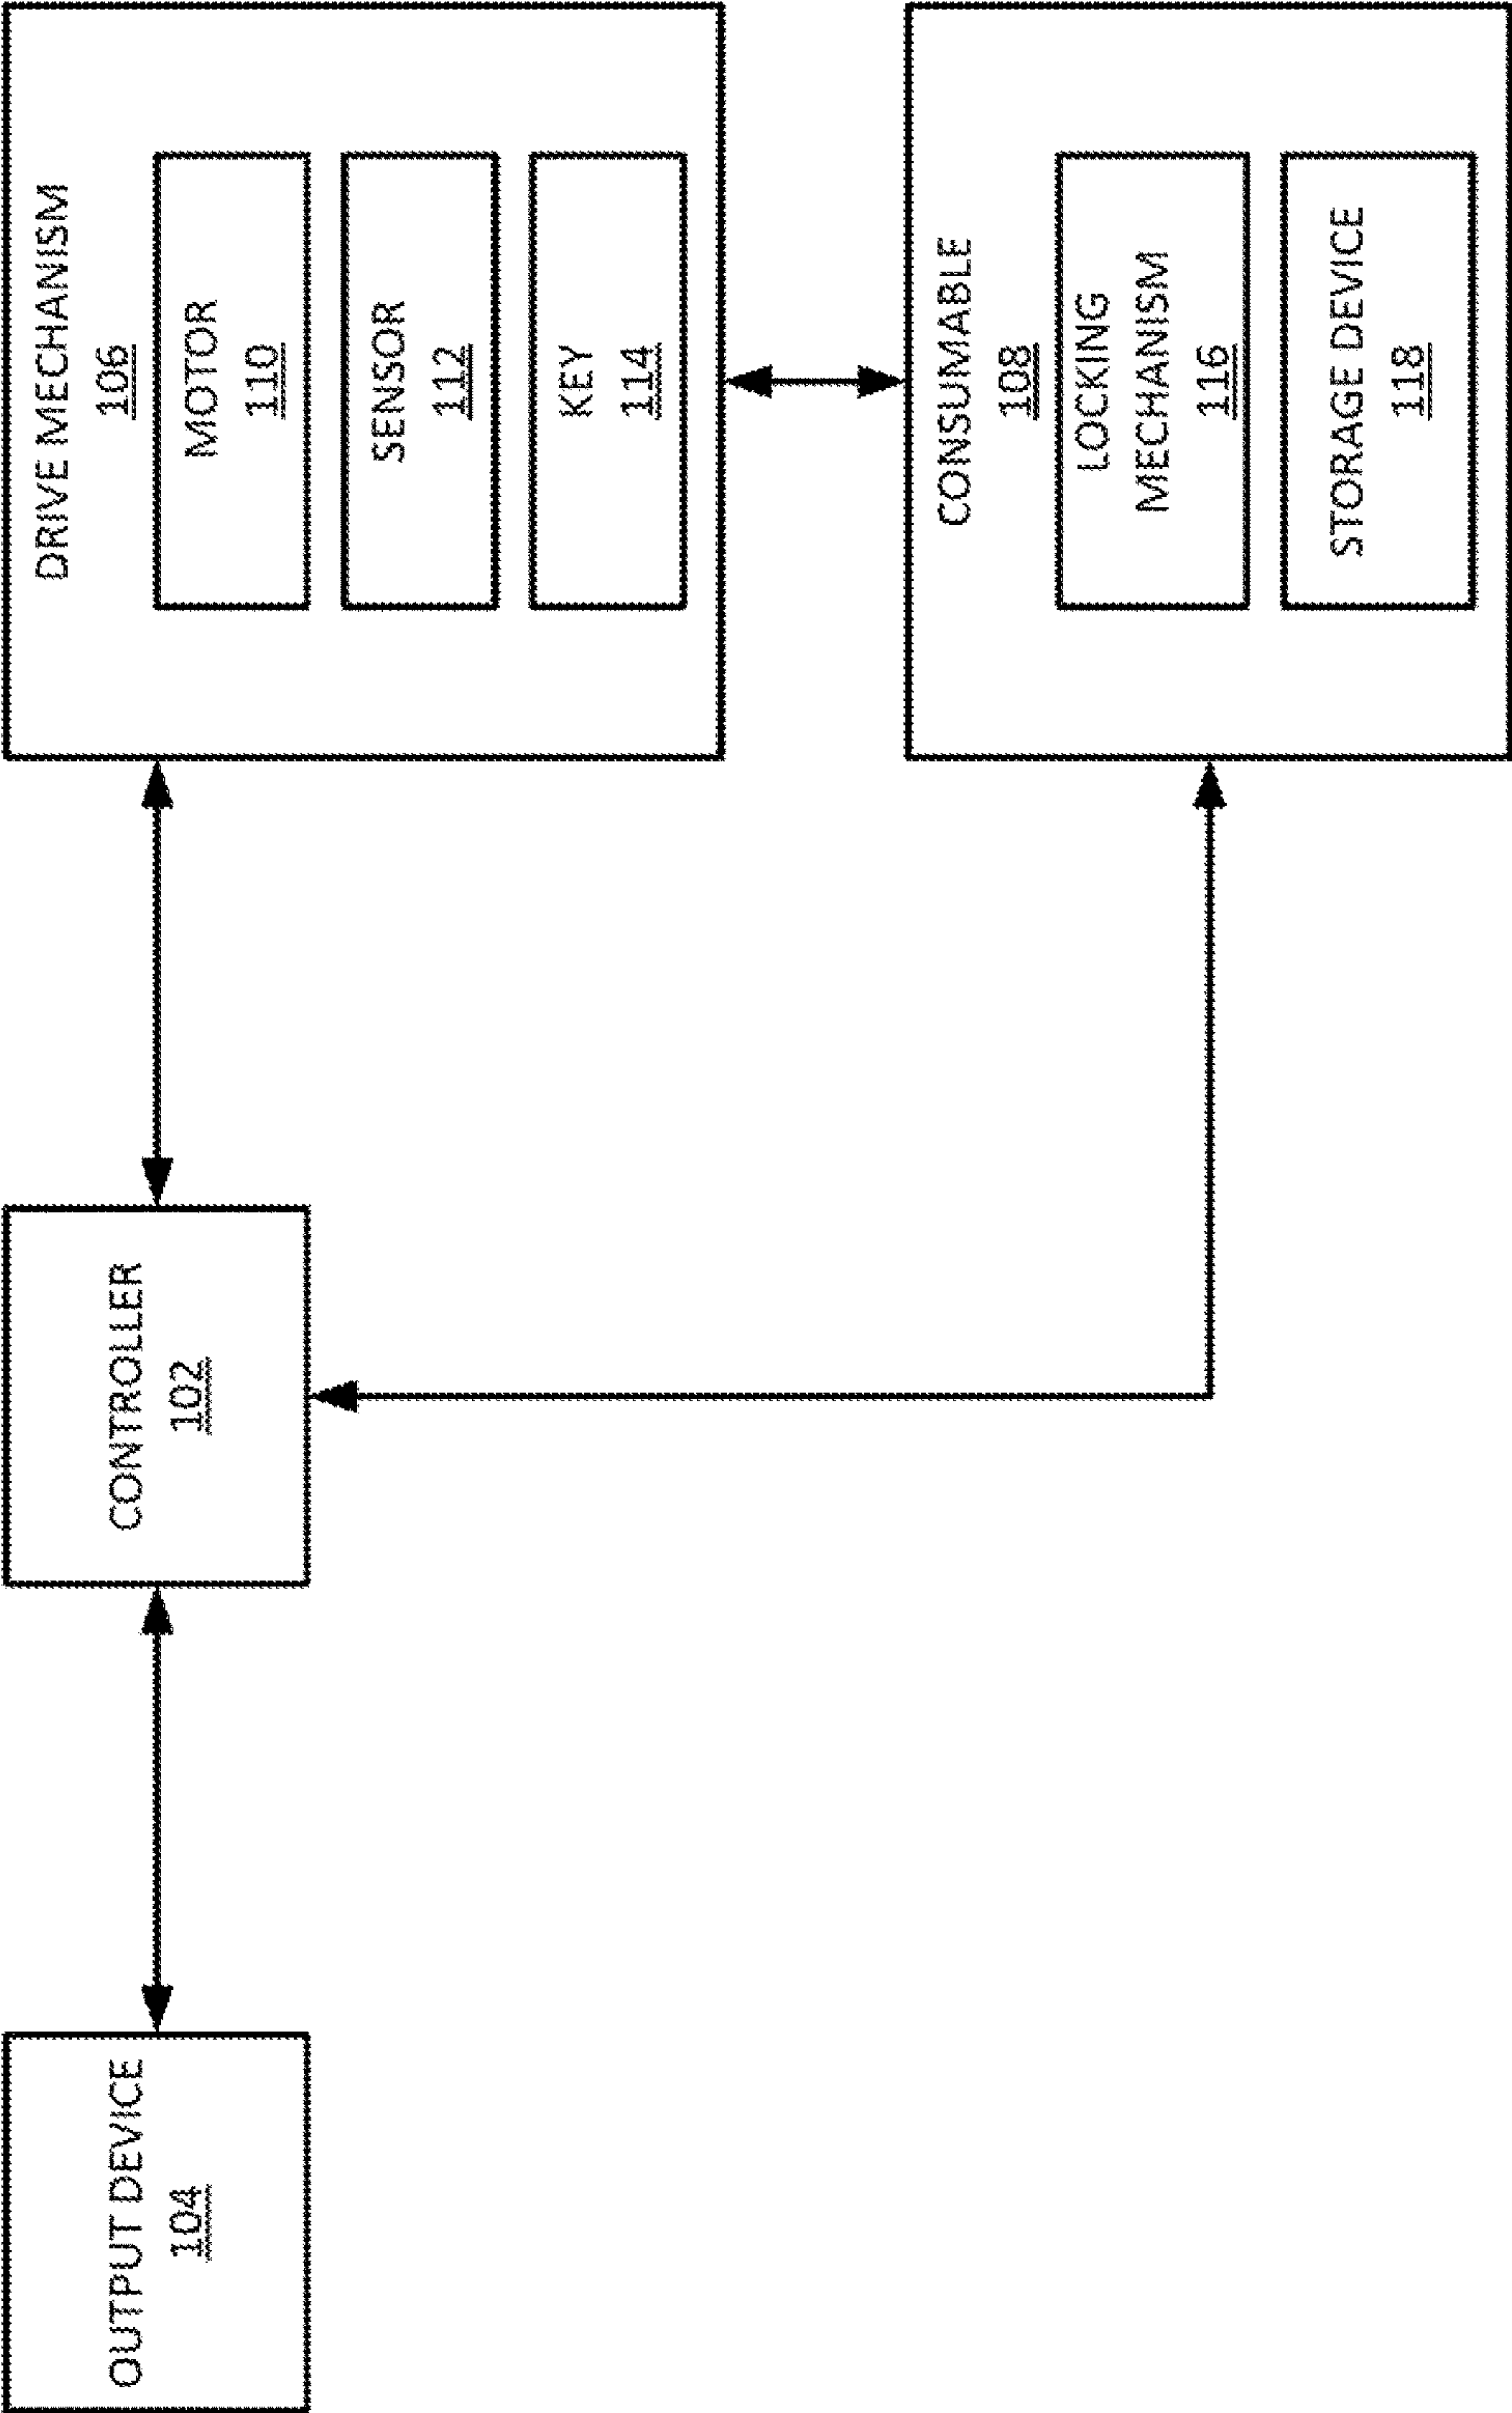 OUTPUT DEVICE
104
CONTROLLER
102
DRIVE MECHANISM
106
MOTOR
110
SENSOR
112
KEY
114
CONSUMABLE
108
LOCKING
MECHANISM
116
STORAGE DEVICE
118